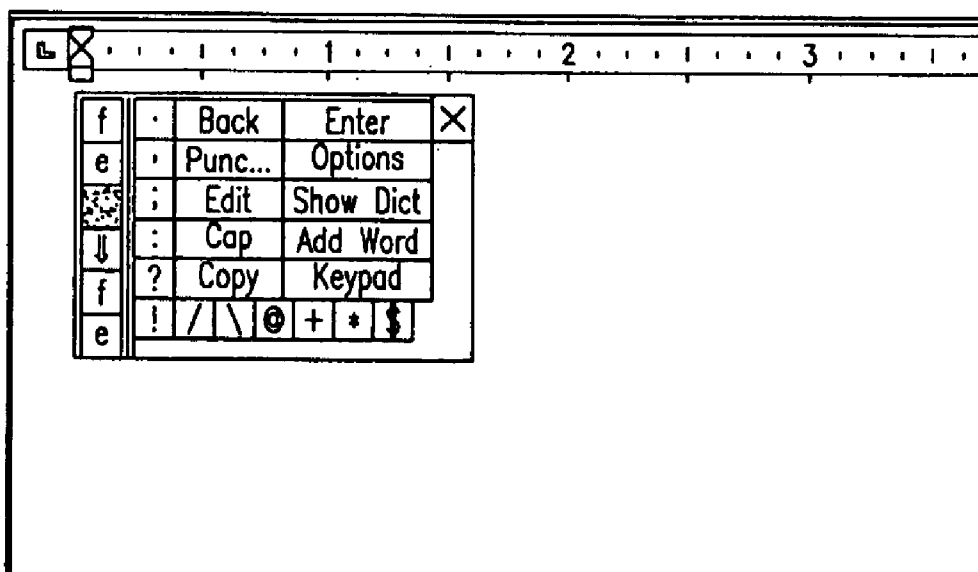 1 2 3
f . Back Enter X
e , Punc... Options
; Edit Show Dict
⇓ : Cap Add Word
f ? Copy Keypad
e ! / \ @ + * $